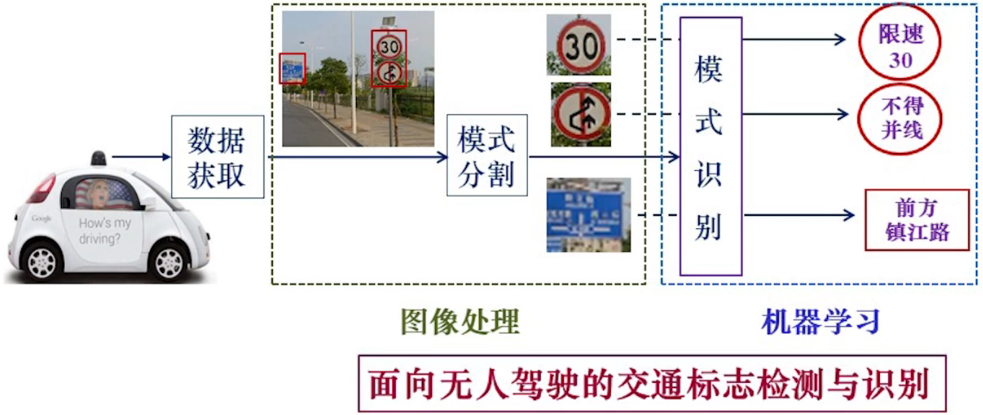 30
30
限速
30
不得
并线
数据
获取
模式
分割
模
式
识
别
前方
镇江路
Google
How's my
driving?
图像处理
机器学习
面向无人驾驶的交通标志检测与识别